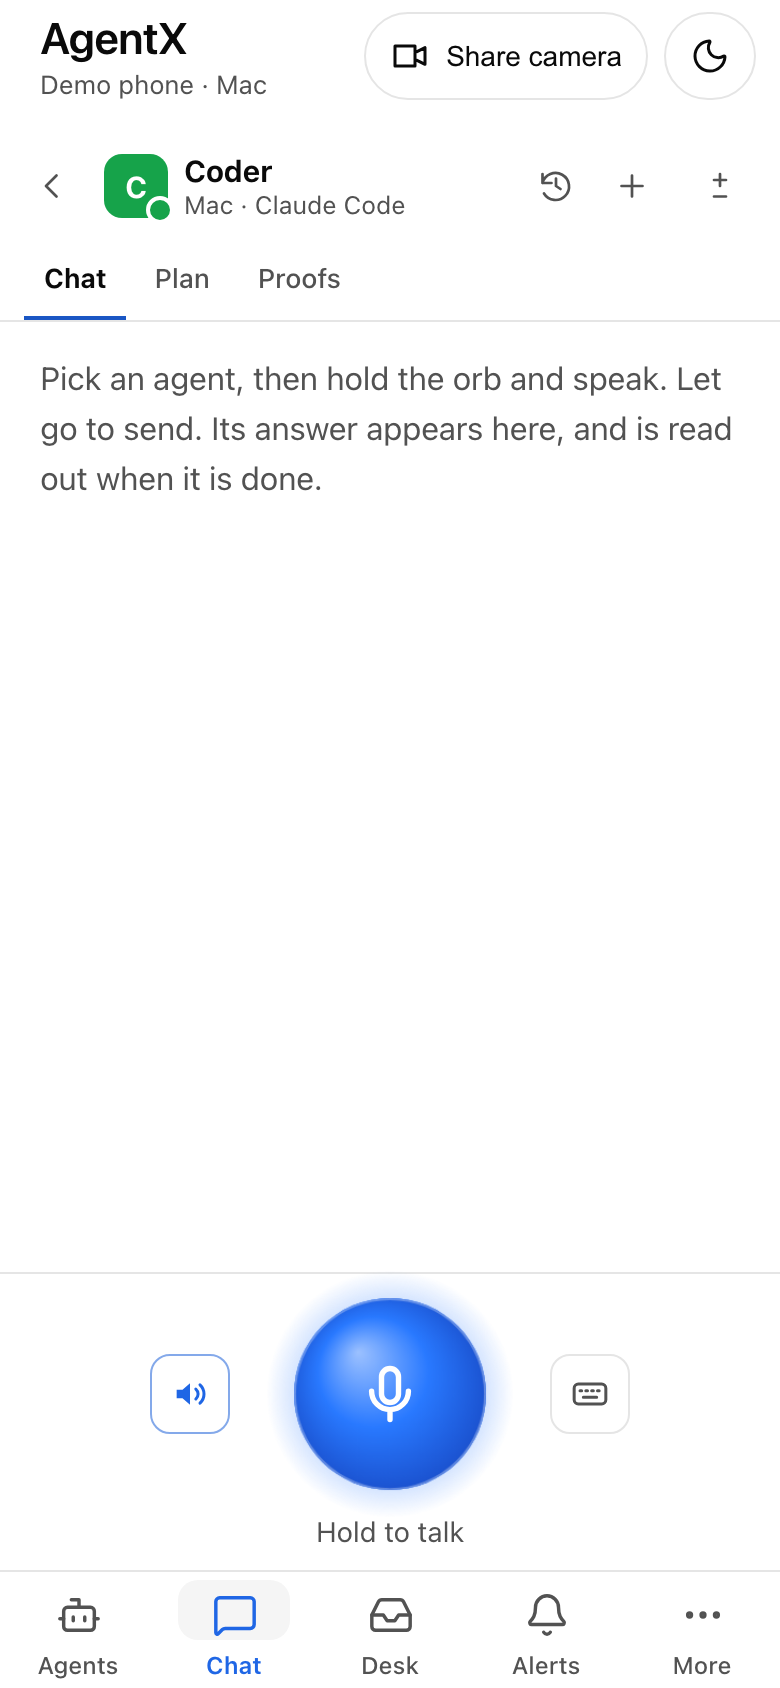 AgentX
Demo phone · Mac
Share camera
C
Coder
Mac · Claude Code
Chat
Plan
Proofs
Pick an agent, then hold the orb and speak. Let
go to send. Its answer appears here, and is read
out when it is done.
Hold to talk
Agents
Chat
Desk
Alerts
More